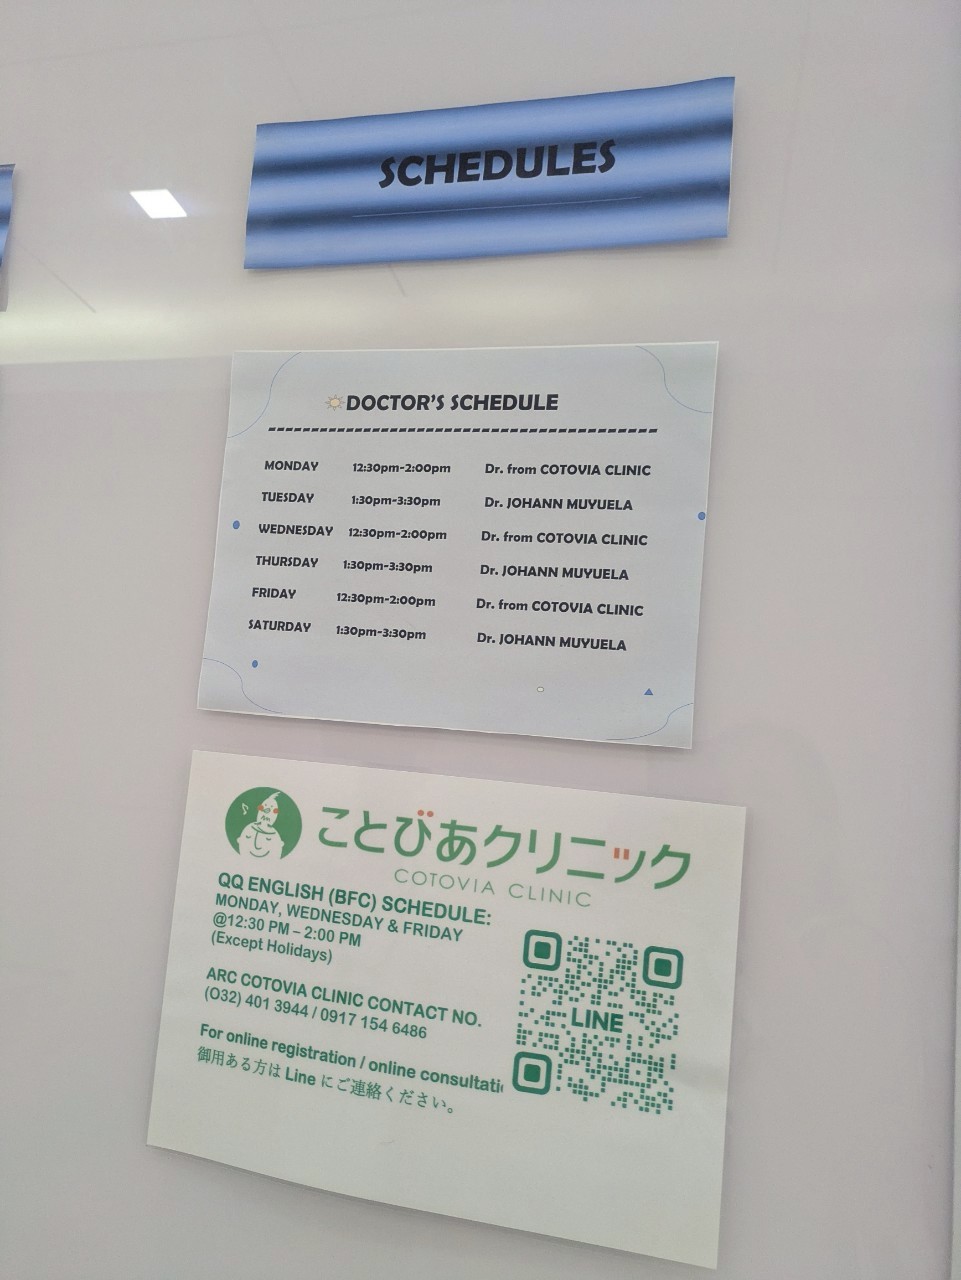 SCHEDULES
DOCTOR'S SCHEDULE
MONDAY 12:30pm-2:00pm Dr. from COTOVIA CLINIC
TUESDAY 1:30pm-3:30pm Dr. JOHANN MUYUELA
WEDNESDAY 12:30pm-2:00pm Dr. from COTOVIA CLINIC
THURSDAY 1:30pm-3:30pm Dr. JOHANN MUYUELA
FRIDAY 12:30pm-2:00pm Dr. from COTOVIA CLINIC
SATURDAY 1:30pm-3:30pm Dr. JOHANN MUYUELA
ことびあクリニック
COTOVIA CLINIC
QQ ENGLISH (BFC) SCHEDULE:
MONDAY, WEDNESDAY & FRIDAY
@12:30 PM – 2:00 PM
(Except Holidays)
ARC COTOVIA CLINIC CONTACT NO.
(O32) 401 3944 / 0917 154 6486
For online registration / online consultati
御用ある方は Line にご連絡ください。
LINE